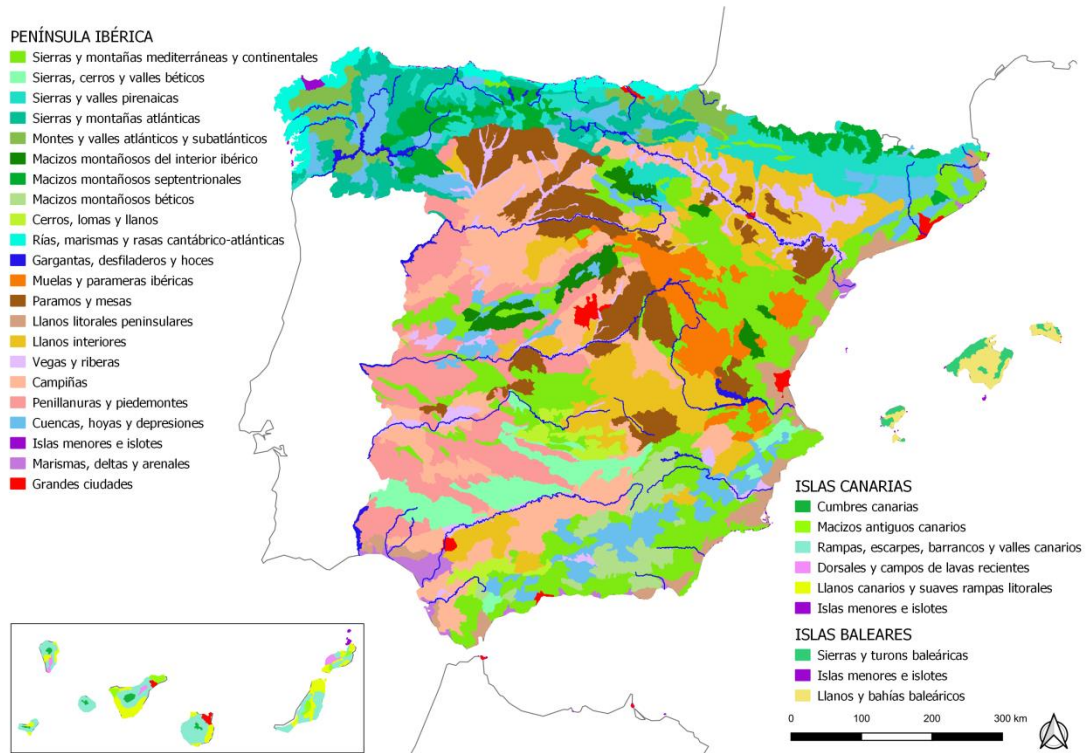 PENÍNSULA IBÉRICA
Sierras y montañas mediterráneas y continentales
Sierras, cerros y valles béticos
Sierras y valles pirenaicas
Sierras y montañas atlánticas
Montes y valles atlánticos y subatlánticos
Macizos montañosos del interior ibérico
Macizos montañosos septentrionales
Macizos montañosos béticos
Cerros, lomas y llanos
Rías, marismas y rasas cantábrico-atlánticas
Gargantas, desfiladeros y hoces
Muelas y parameras ibéricas
Paramos y mesas
Llanos litorales peninsulares
Llanos interiores
Vegas y riberas
Campiñas
Penillanuras y piedemontes
Cuencas, hoyas y depresiones
Islas menores e islotes
Marismas, deltas y arenales
Grandes ciudades
ISLAS CANARIAS
Cumbres canarias
Macizos antiguos canarios
Rampas, escarpes, barrancos y valles canarios
Dorsales y campos de lavas recientes
Llanos canarios y suaves rampas litorales
Islas menores e islotes
ISLAS BALEARES
Sierras y turons baleáricas
Islas menores e islotes
Llanos y bahías baleáricos
0 100 200 300 km